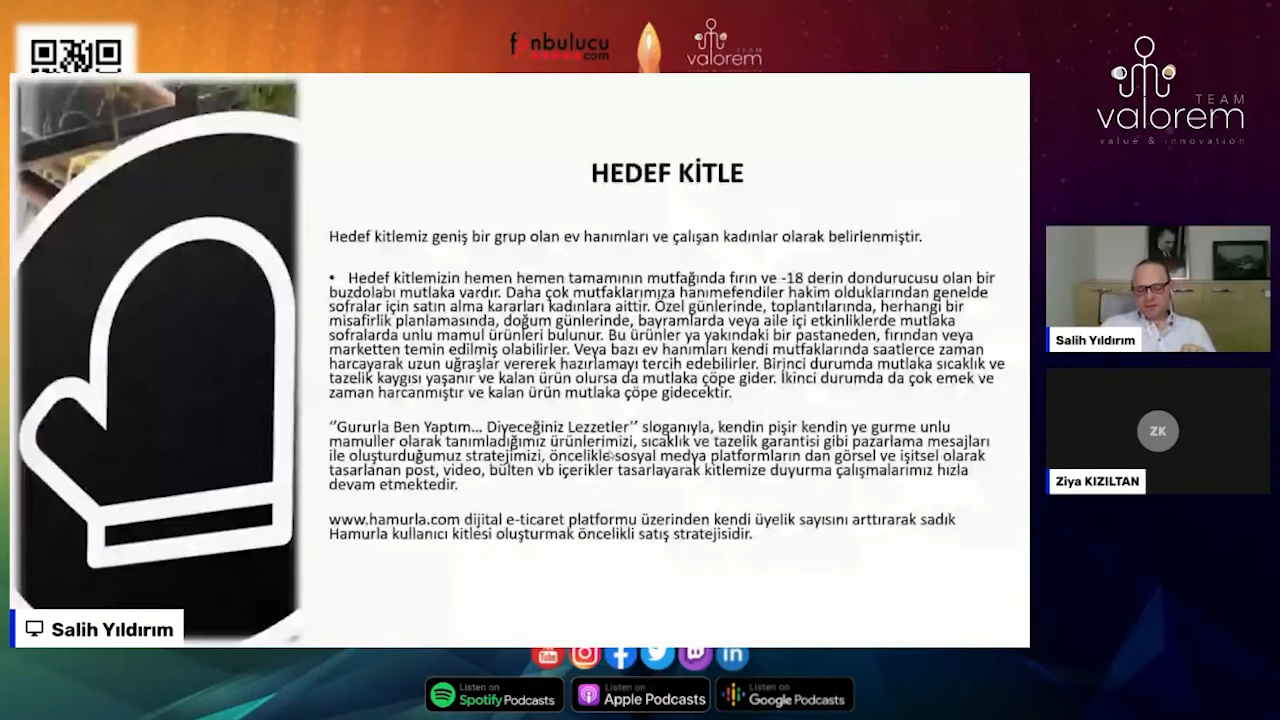 fonbulucu
.com
TEAM
valorem
TEAM
valorem
value & innovation
HEDEF KİTLE
Hedef kitlemiz geniş bir grup olan ev hanımları ve çalışan kadınlar olarak belirlenmiştir.
• Hedef kitlemizin hemen hemen tamamının mutfağında fırın ve -18 derin dondurucusu olan bir
buzdolabı mutlaka vardır. Daha çok mutfaklarımıza hanımefendiler hakim olduklarından genelde
sofralar için satın alma kararları kadınlara aittir. Özel günlerinde, toplantılarında, herhangi bir
misafirlik planlamasında, doğum günlerinde, bayramlarda veya aile içi etkinliklerde mutlaka
sofralarda unlu mamul ürünleri bulunur. Bu ürünler ya yakındaki bir pastaneden, fırından veya
marketten temin edilmiş olabilirler. Veya bazı ev hanımları kendi mutfaklarında saatlerce zaman
harcayarak uzun uğraşlar vererek hazırlamayı tercih edebilirler. Birinci durumda mutlaka sıcaklık ve
tazelik kaygısı yaşanır ve kalan ürün olursa da mutlaka çöpe gider. İkinci durumda da çok emek ve
zaman harcanmıştır ve kalan ürün mutlaka çöpe gidecektir.
‘’Gururla Ben Yaptım… Diyeceğiniz Lezzetler’’ sloganıyla, kendin pişir kendin ye gurme unlu
mamuller olarak tanımladığımız ürünlerimizi, sıcaklık ve tazelik garantisi gibi pazarlama mesajları
ile oluşturduğumuz stratejimizi, öncelikle sosyal medya platformların dan görsel ve işitsel olarak
tasarlanan post, video, bülten vb içerikler tasarlayarak kitlemize duyurma çalışmalarımız hızla
devam etmektedir.
www.hamurla.com dijital e-ticaret platformu üzerinden kendi üyelik sayısını arttırarak sadık
Hamurla kullanıcı kitlesi oluşturmak öncelikli satış stratejisidir.
Salih Yıldırım
ZK
Ziya KIZILTAN
Salih Yıldırım
You
in
Listen on
Spotify Podcasts
Listen on
Apple Podcasts
Listen on
Google Podcasts